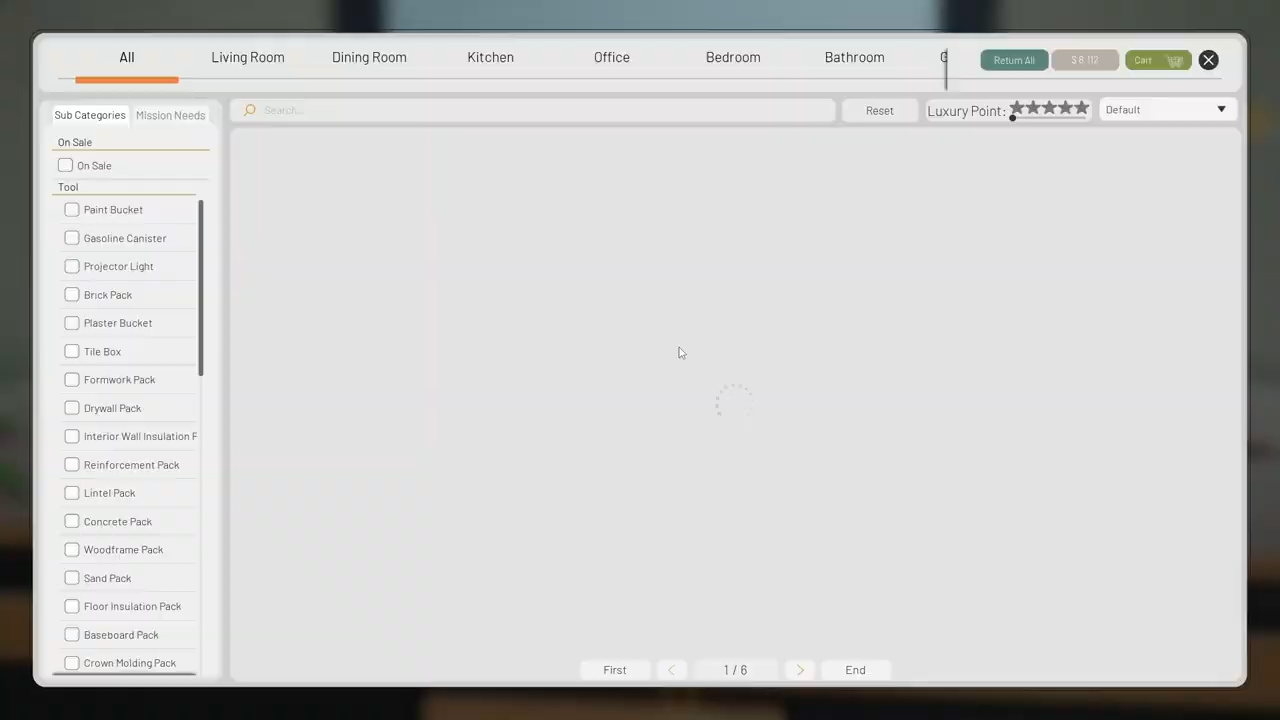 All
Living Room
Dining Room
Kitchen
Office
Bedroom
Bathroom
Return All
$ 8 112
Cart
Sub Categories
Mission Needs
Search...
Reset
Luxury Point:
Default
On Sale
On Sale
Tool
Paint Bucket
Gasoline Canister
Projector Light
Brick Pack
Plaster Bucket
Tile Box
Formwork Pack
Drywall Pack
Interior Wall Insulation P
Reinforcement Pack
Lintel Pack
Concrete Pack
Woodframe Pack
Sand Pack
Floor Insulation Pack
Baseboard Pack
Crown Molding Pack
First
1 / 6
End